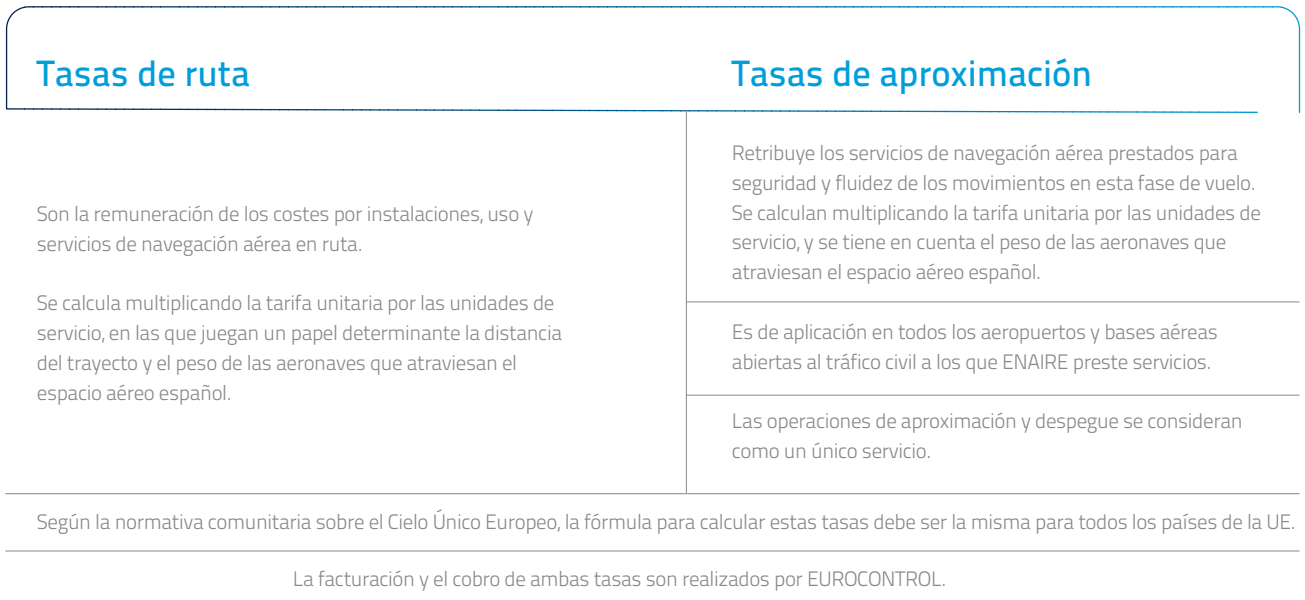 Tasas de ruta
Tasas de aproximación
Son la remuneración de los costes por instalaciones, uso y
servicios de navegación aérea en ruta.
Se calcula multiplicando la tarifa unitaria por las unidades de
servicio, en las que juegan un papel determinante la distancia
del trayecto y el peso de las aeronaves que atraviesan el
espacio aéreo español.
Retribuye los servicios de navegación aérea prestados para
seguridad y fluidez de los movimientos en esta fase de vuelo.
Se calculan multiplicando la tarifa unitaria por las unidades de
servicio, y se tiene en cuenta el peso de las aeronaves que
atraviesan el espacio aéreo español.
Es de aplicación en todos los aeropuertos y bases aéreas
abiertas al tráfico civil a los que ENAIRE preste servicios.
Las operaciones de aproximación y despegue se consideran
como un único servicio.
Según la normativa comunitaria sobre el Cielo Único Europeo, la fórmula para calcular estas tasas debe ser la misma para todos los países de la UE.
La facturación y el cobro de ambas tasas son realizados por EUROCONTROL.